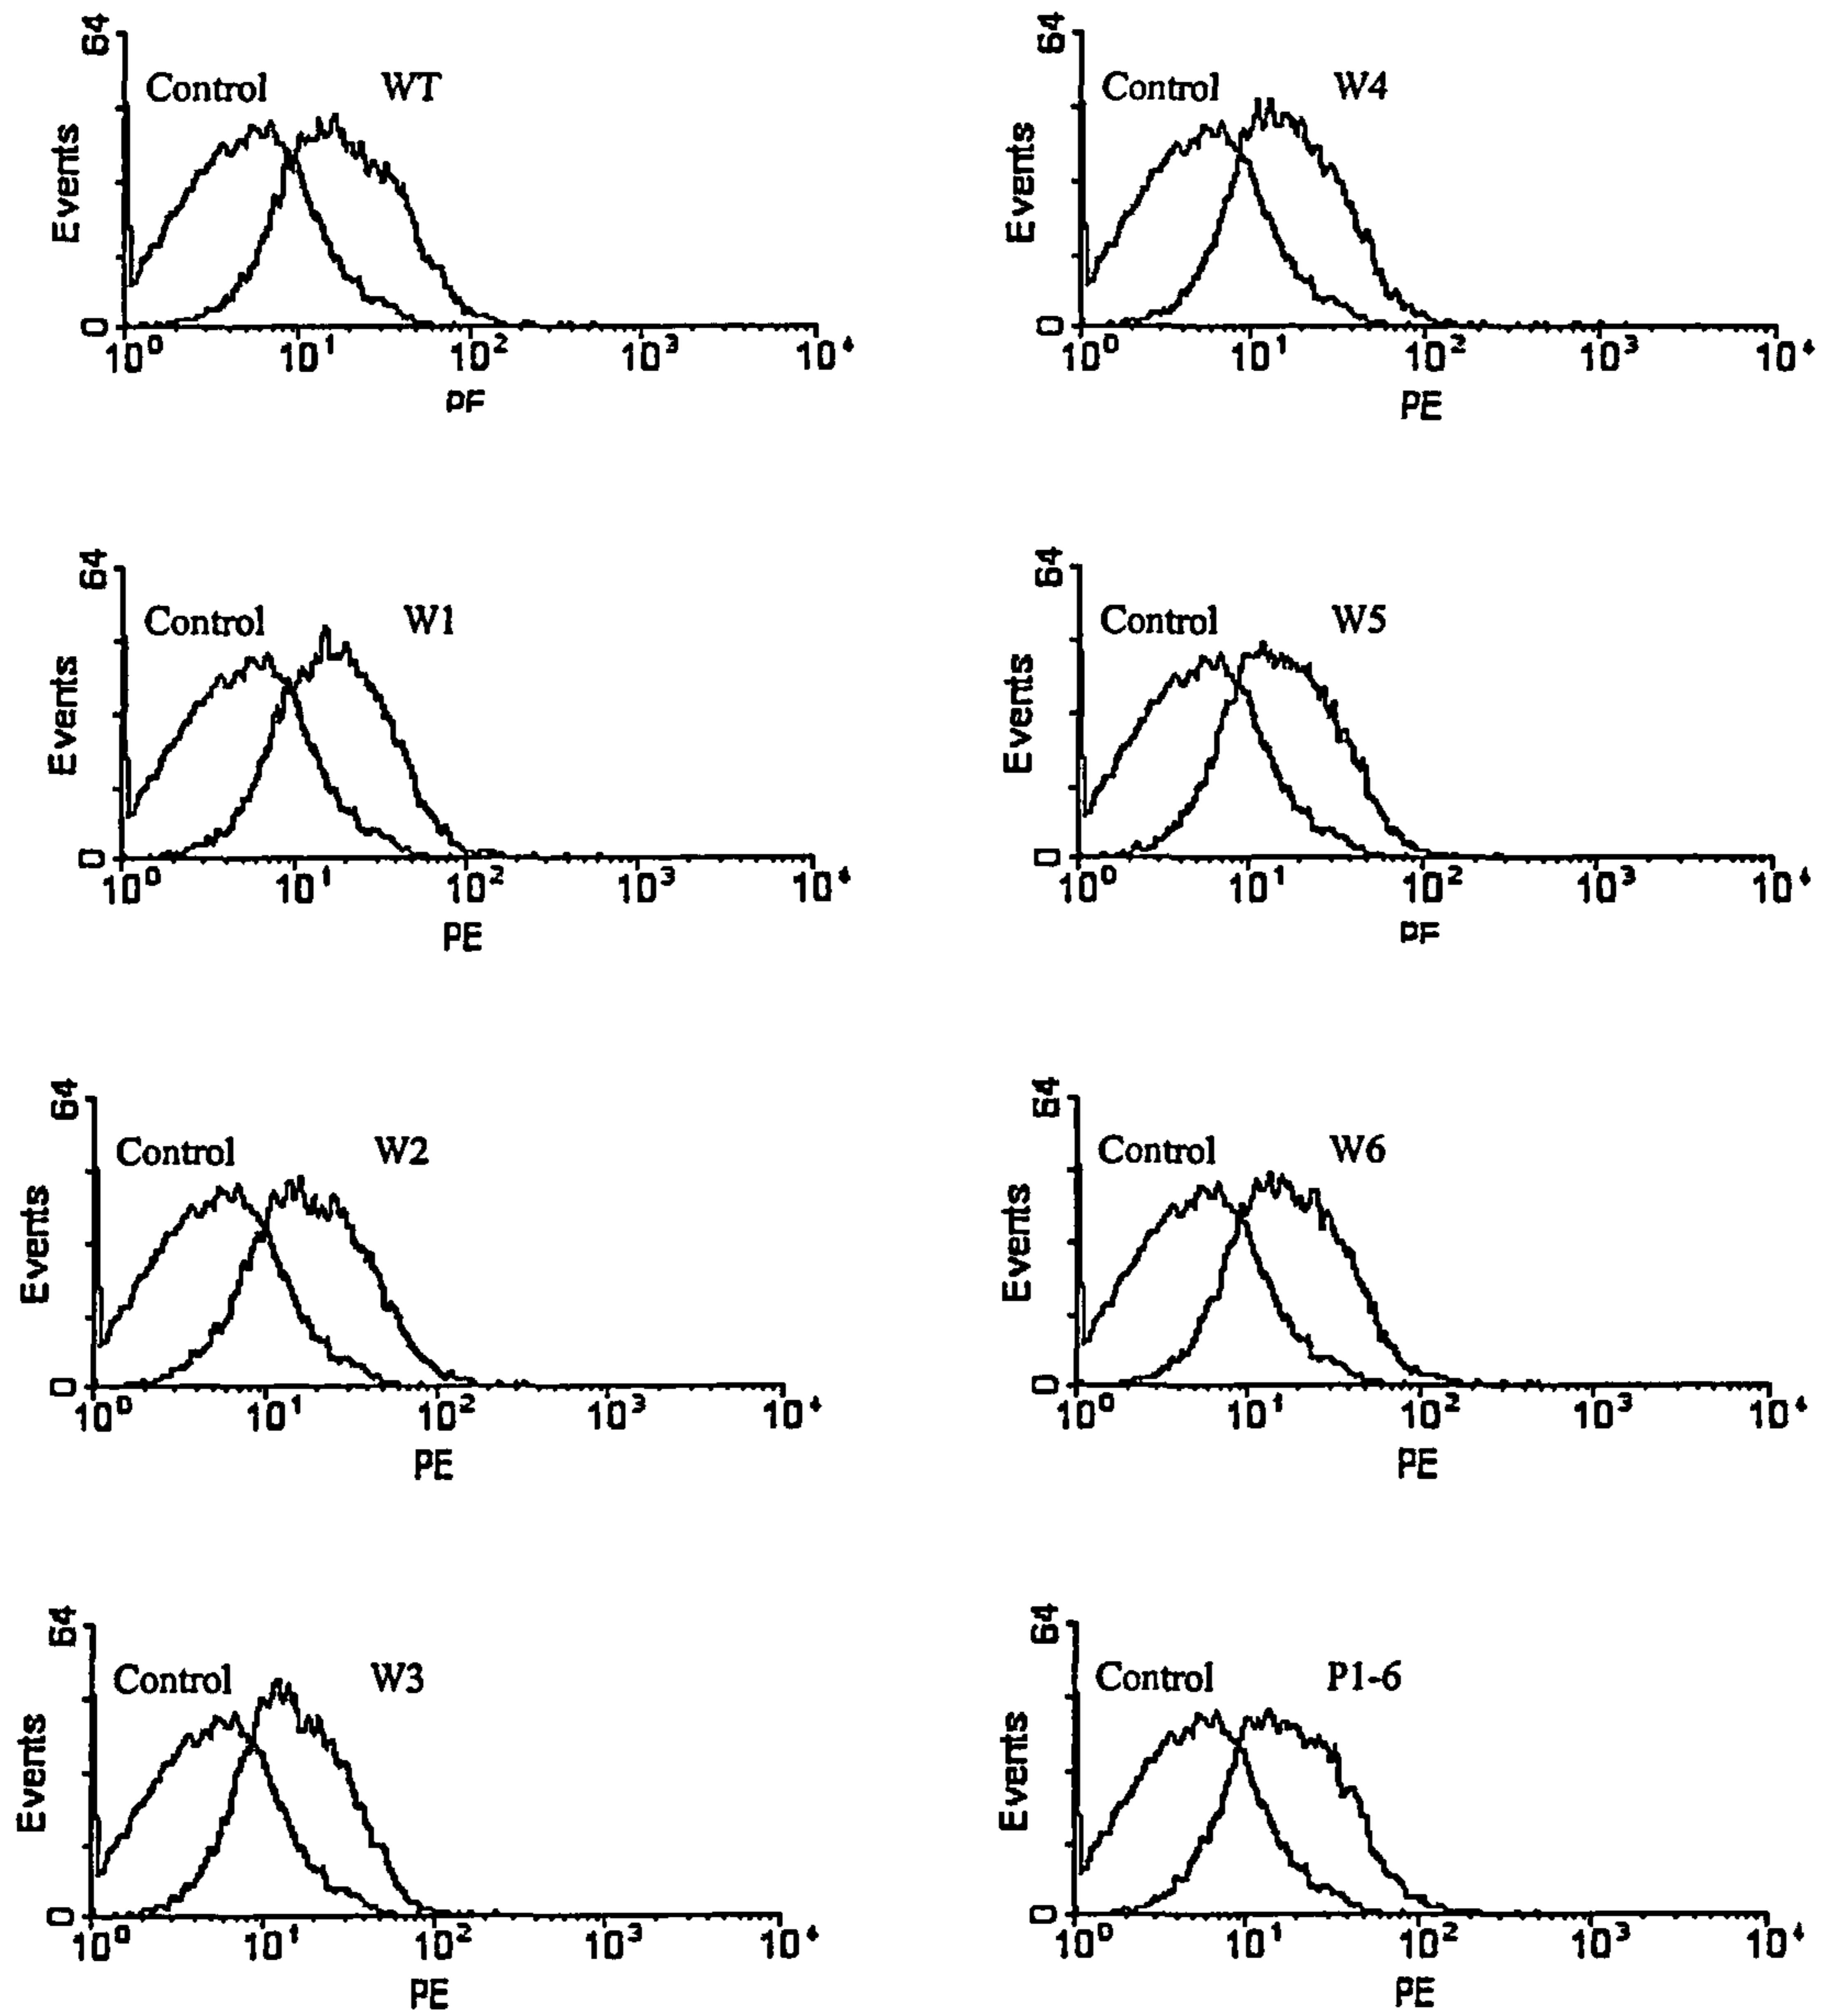 64
Control WT
Events
0
10⁰ 10¹ 10² 10³ 10⁴
PE
64
Control W4
Events
0
10⁰ 10¹ 10² 10³ 10⁴
PE
64
Control W1
Events
0
10⁰ 10¹ 10² 10³ 10⁴
PE
64
Control W5
Events
0
10⁰ 10¹ 10² 10³ 10⁴
PE
64
Control W2
Events
0
10⁰ 10¹ 10² 10³ 10⁴
PE
64
Control W6
Events
0
10⁰ 10¹ 10² 10³ 10⁴
PE
64
Control W3
Events
0
10⁰ 10¹ 10² 10³ 10⁴
PE
64
Control P1-6
Events
0
10⁰ 10¹ 10² 10³ 10⁴
PE